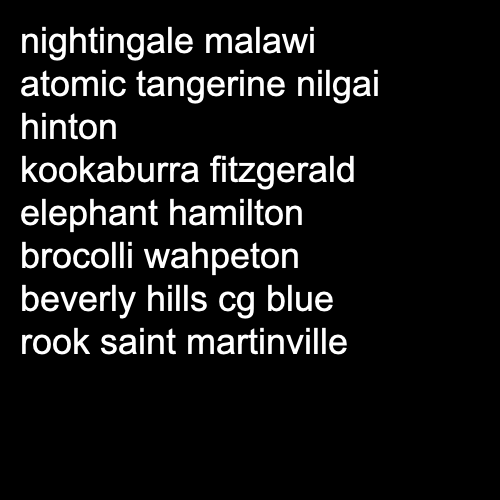 nightingale malawi
atomic tangerine nilgai
hinton
kookaburra fitzgerald
elephant hamilton
brocolli wahpeton
beverly hills cg blue
rook saint martinville